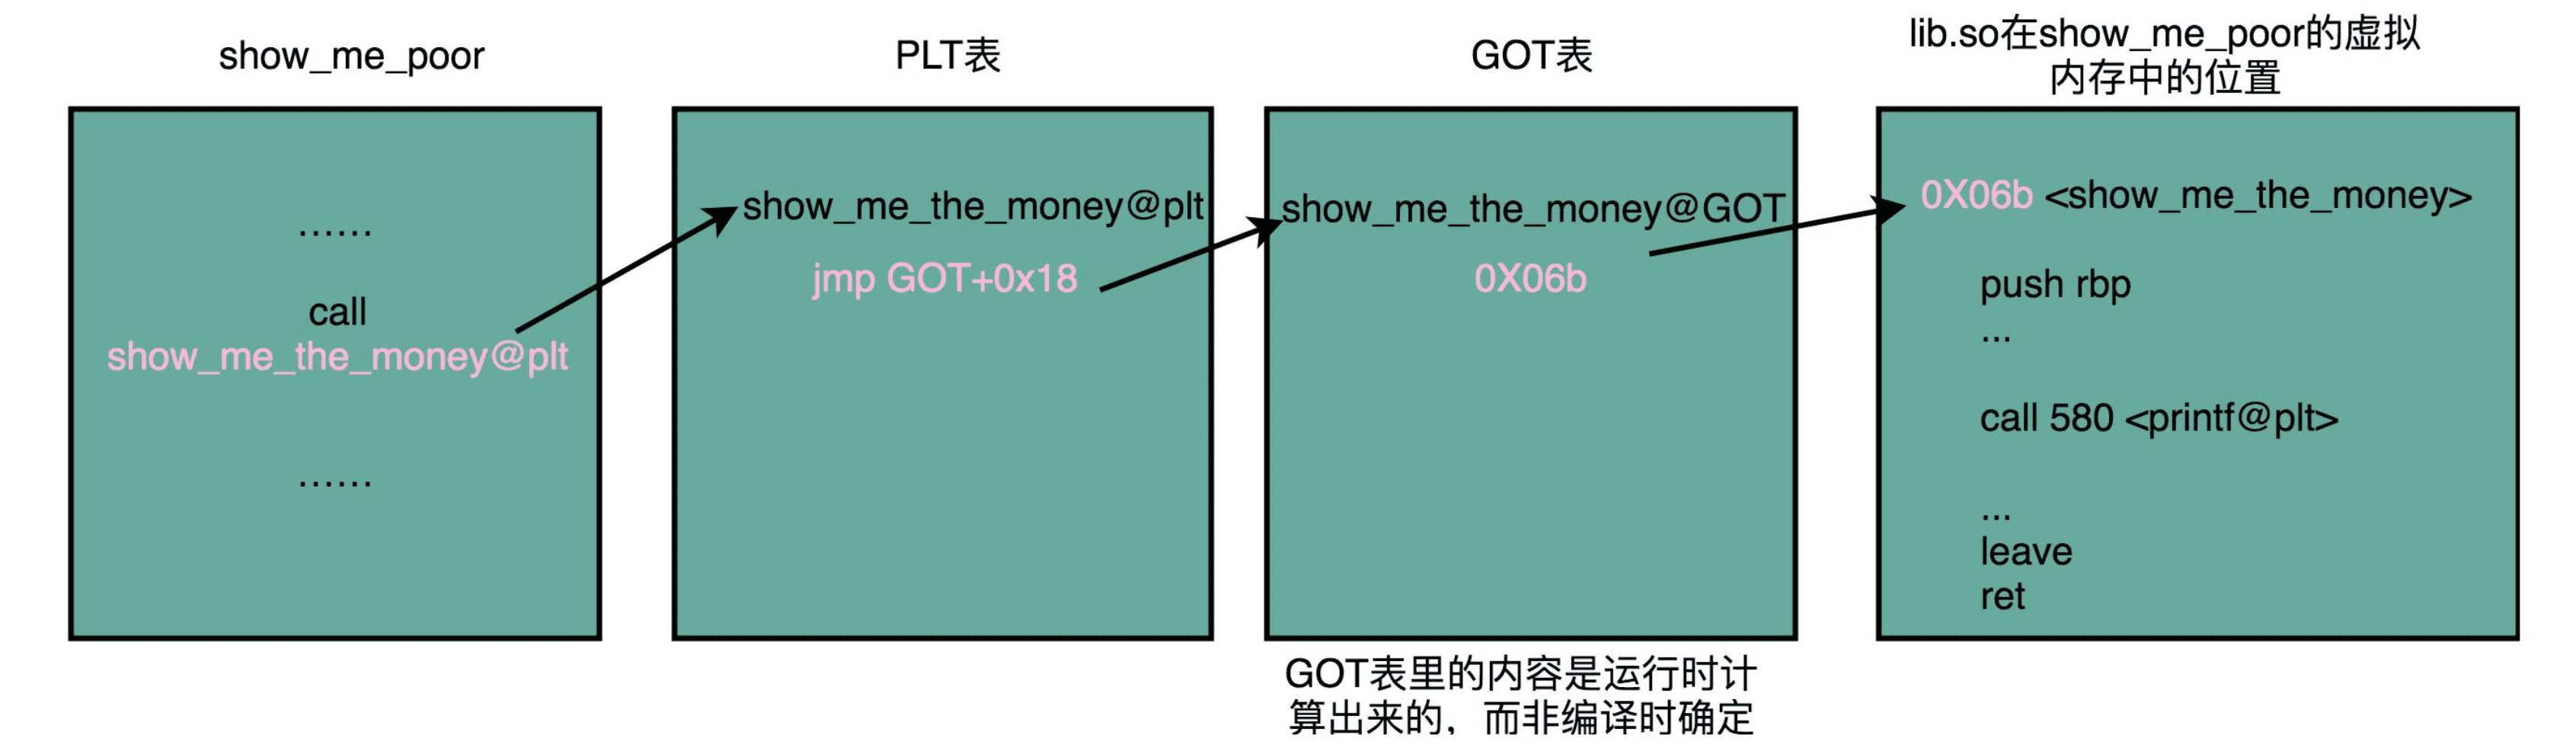 show_me_poor
……
call
show_me_the_money@plt
……
PLT表
show_me_the_money@plt
jmp GOT+0x18
GOT表
show_me_the_money@GOT
0X06b
GOT表里的内容是运行时计
算出来的，而非编译时确定
lib.so在show_me_poor的虚拟
内存中的位置
0X06b <show_me_the_money>
push rbp
...
call 580 <printf@plt>
...
leave
ret